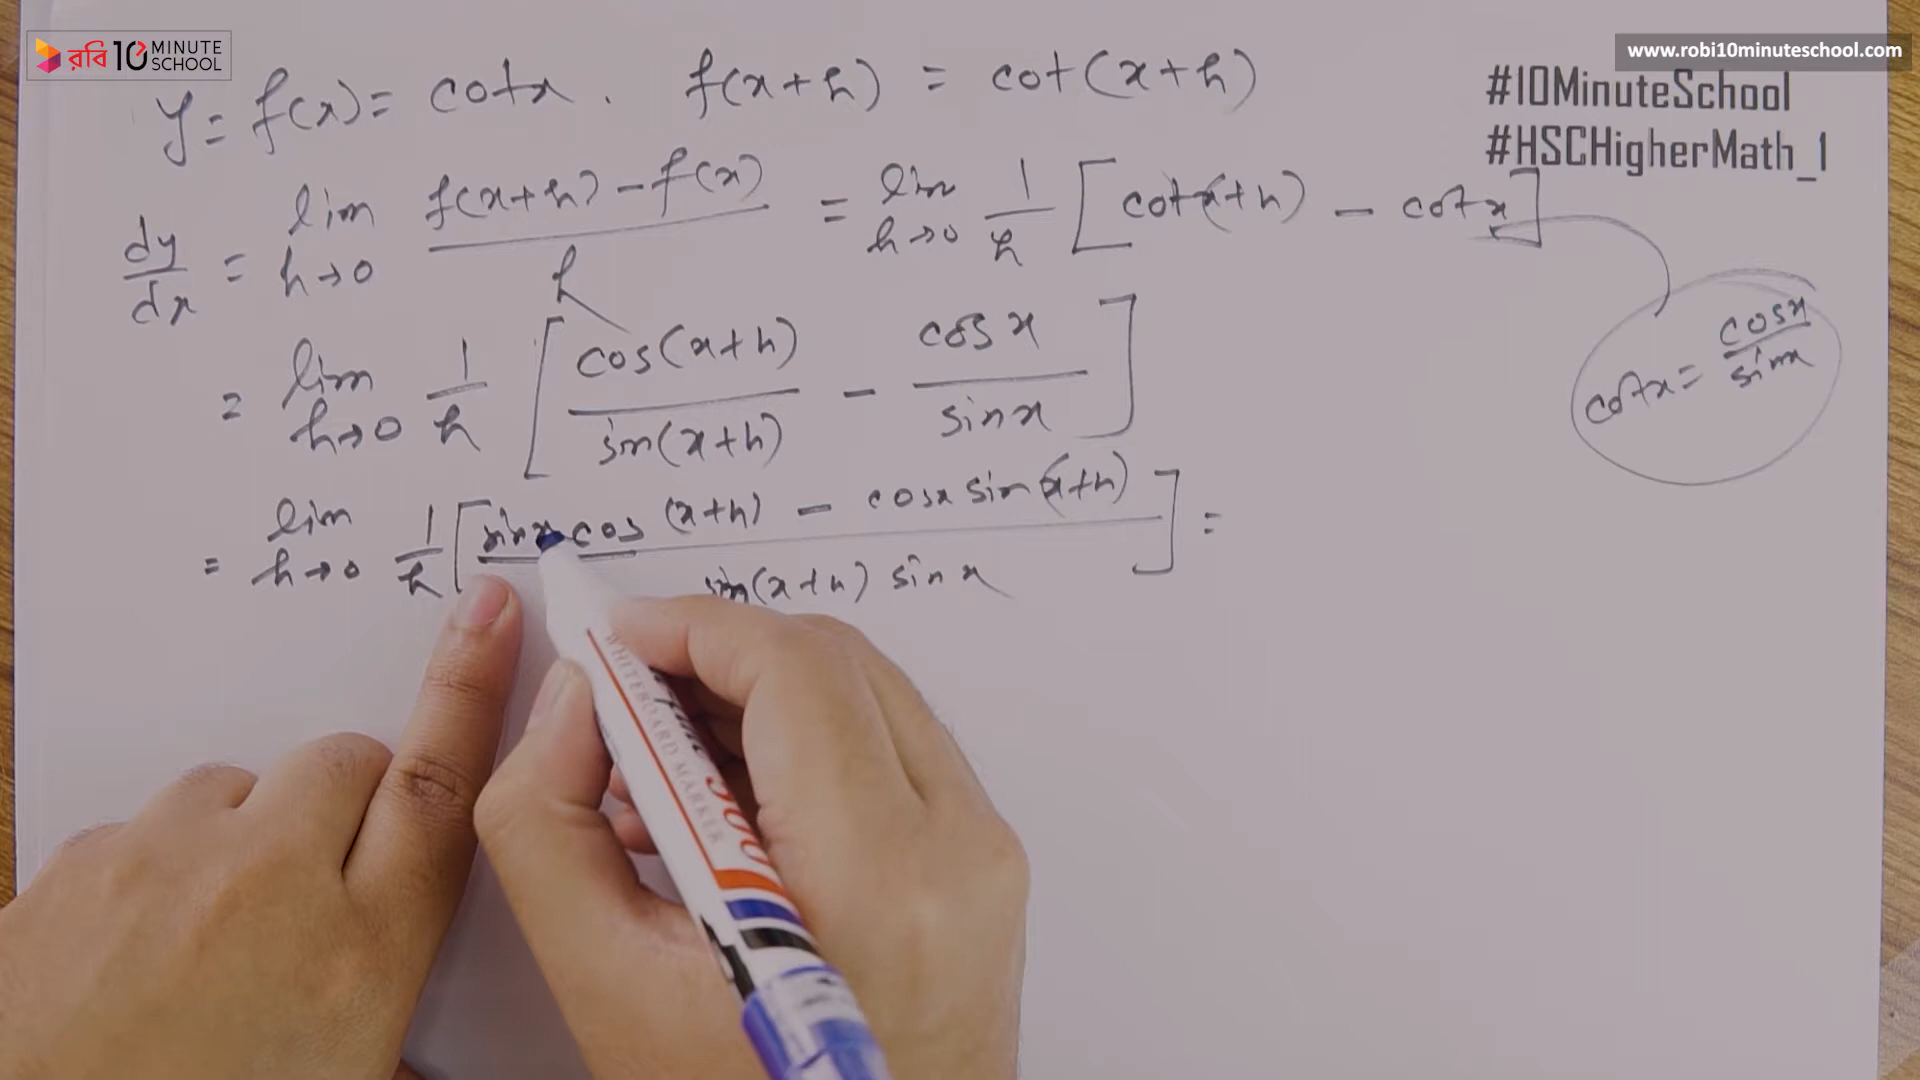 রবি 10 MINUTE SCHOOL
www.robi10minuteschool.com
#10MinuteSchool
#HSCHigherMath_1
y = f(x) = cotx . f(x+h) = cot(x+h)
dy/dx = lim h→0 f(x+h) - f(x) / h = lim h→0 1/h [cot(x+h) - cotx]
cotx = cosx/sinx
= lim h→0 1/h [cos(x+h)/sin(x+h) - cosx/sinx]
= lim h→0 1/h [sinx cos(x+h) - cosx sin(x+h) / sin(x+h) sinx] =
WHITEBOARD MARKER